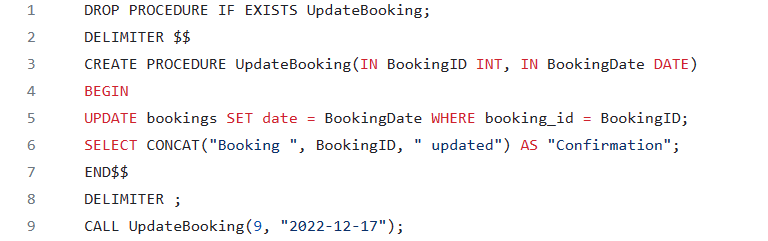 1 DROP PROCEDURE IF EXISTS UpdateBooking;
2 DELIMITER $$
3 CREATE PROCEDURE UpdateBooking(IN BookingID INT, IN BookingDate DATE)
4 BEGIN
5 UPDATE bookings SET date = BookingDate WHERE booking_id = BookingID;
6 SELECT CONCAT("Booking ", BookingID, " updated") AS "Confirmation";
7 END$$
8 DELIMITER ;
9 CALL UpdateBooking(9, "2022-12-17");